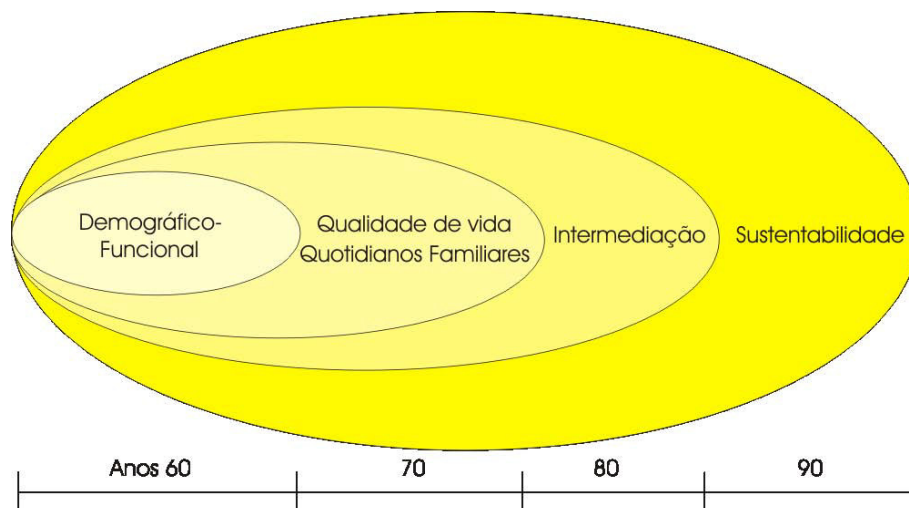 Demográfico-
Funcional
Qualidade de vida
Quotidianos Familiares
Intermediação
Sustentabilidade
Anos 60
70
80
90